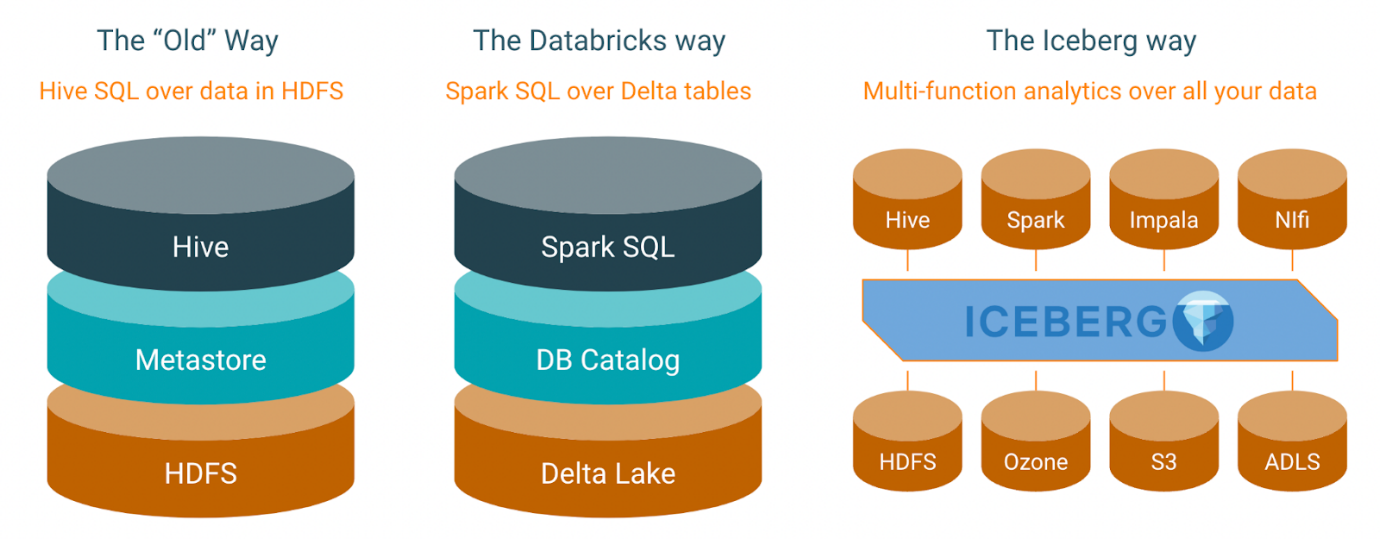 The “Old” Way
Hive SQL over data in HDFS
Hive
Metastore
HDFS
The Databricks way
Spark SQL over Delta tables
Spark SQL
DB Catalog
Delta Lake
The Iceberg way
Multi-function analytics over all your data
Hive
Spark
Impala
NIfi
ICEBERG
HDFS
Ozone
S3
ADLS